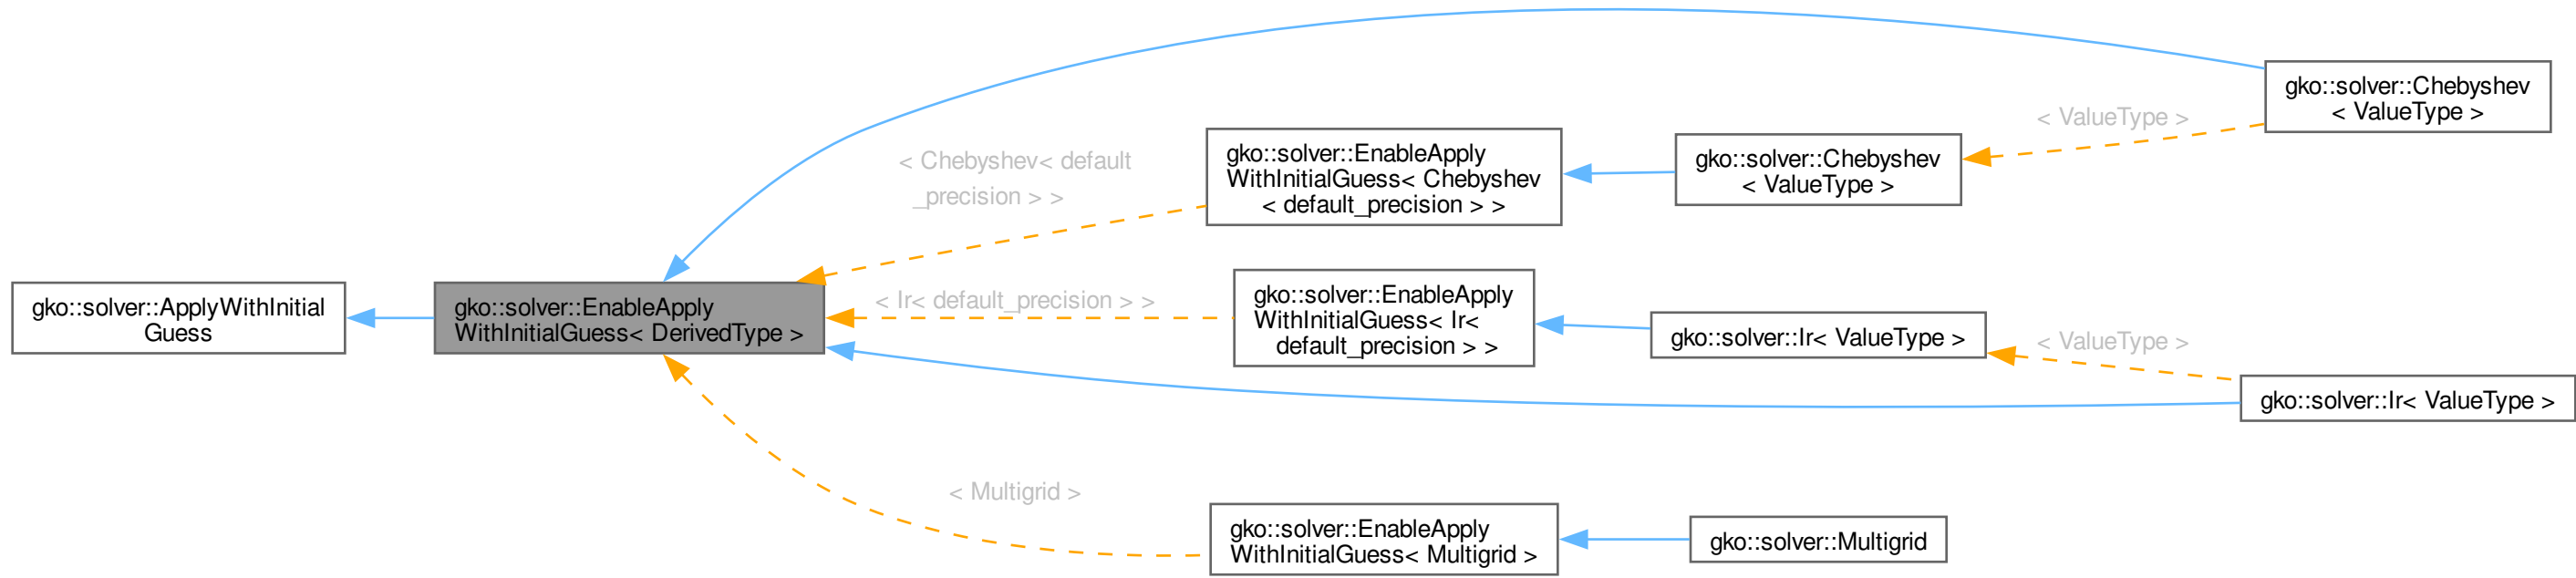 gko::solver::ApplyWithInitial
Guess
gko::solver::EnableApply
WithInitialGuess< DerivedType >
< Chebyshev< default
_precision > >
< Ir< default_precision > >
< Multigrid >
gko::solver::EnableApply
WithInitialGuess< Chebyshev
< default_precision > >
gko::solver::EnableApply
WithInitialGuess< Ir<
default_precision > >
gko::solver::EnableApply
WithInitialGuess< Multigrid >
gko::solver::Chebyshev
< ValueType >
gko::solver::Ir< ValueType >
gko::solver::Multigrid
< ValueType >
< ValueType >
gko::solver::Chebyshev
< ValueType >
gko::solver::Ir< ValueType >